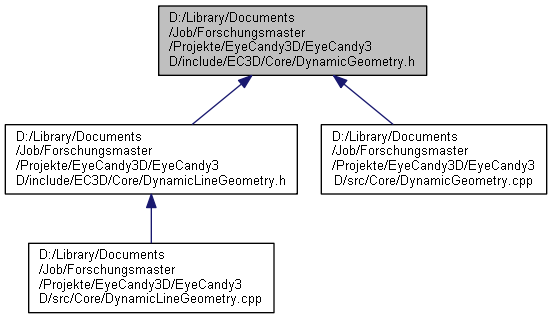 D:/Library/Documents
/Job/Forschungsmaster
/Projekte/EyeCandy3D/EyeCandy3
D/include/EC3D/Core/DynamicGeometry.h
D:/Library/Documents
/Job/Forschungsmaster
/Projekte/EyeCandy3D/EyeCandy3
D/include/EC3D/Core/DynamicLineGeometry.h
D:/Library/Documents
/Job/Forschungsmaster
/Projekte/EyeCandy3D/EyeCandy3
D/src/Core/DynamicGeometry.cpp
D:/Library/Documents
/Job/Forschungsmaster
/Projekte/EyeCandy3D/EyeCandy3
D/src/Core/DynamicLineGeometry.cpp